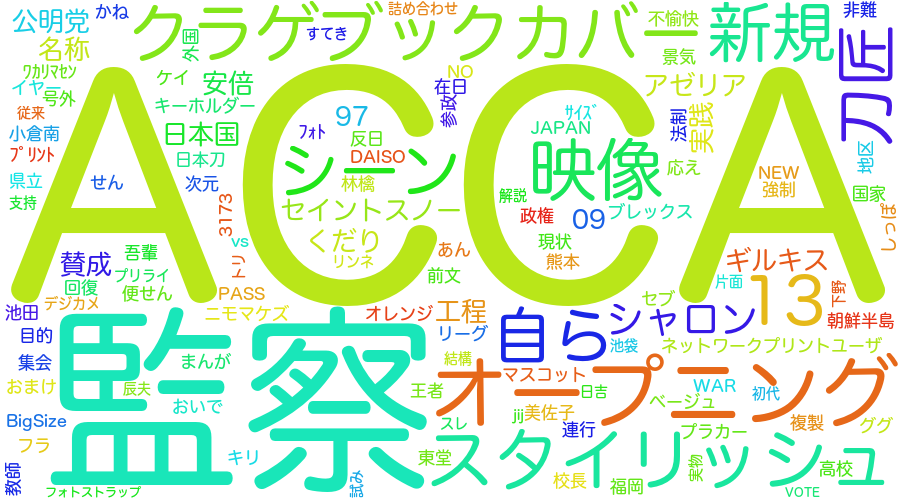 公明党
かね
クラゲブックカバー
詰め合わせ
すてき
外国
不愉快
景気
新規
非難
刀匠
名称
ﾜｶﾘﾏｾﾝ
イヤー
号外
ケイ
安倍
キーホルダー
従来
小倉南
ﾌﾟﾘﾝﾄ
日本国
日本刀
県立
支持
せん
次元
3173
ACCA
ﾌｫﾄ
97
反日
DAISO
シーン
林檎
NO
在日
参政
アゼリア
実践
法制
ｻｲｽﾞ
JAPAN
映像
応え
解説
NEW
強制
地区
国家
しっぽ
セイントスノー
政権
09
ブレックス
くだり
リンネ
あん
現状
熊本
前文
賛成
吾輩
vs
トリ
回復
プリライ
便せん
デジカメ
PASS
ニモマケズ
ギルキス
片面
13
下野
朝鮮半島
池田
目的
集会
おまけ
監察
オレンジ
工程
リーグ
セブ
自ら
シャロン
池袋
ネットワークプリントユーザ
まんが
辰夫
おいで
結構
王者
オープニング
マスコット
日吉
WAR
初代
ベージュ
BigSize
フラ
キリ
スレ
jij
美佐子
連行
プラカー
複製
ググ
教師
フォトストラップ
試み
東堂
スタイリッシュ
校長
福岡
実物
高校
VOTE